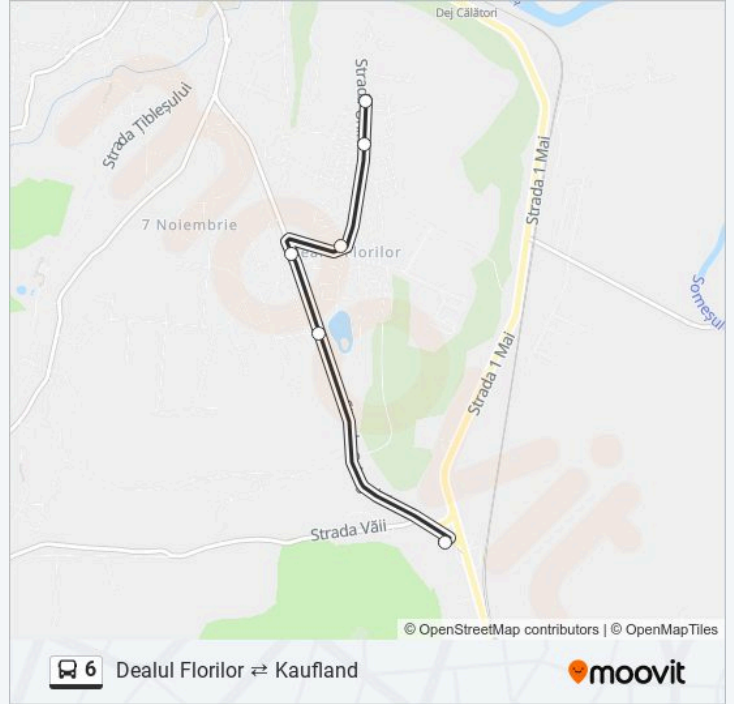 Dej Călători
Strada Țibleșului
Strada 1 Mai
7 Noiembrie
Florilor
Someșul
Strada 1 Mai
Strada Văii
© OpenStreetMap contributors | © OpenMapTiles
6 Dealul Florilor ⇄ Kaufland
moovit